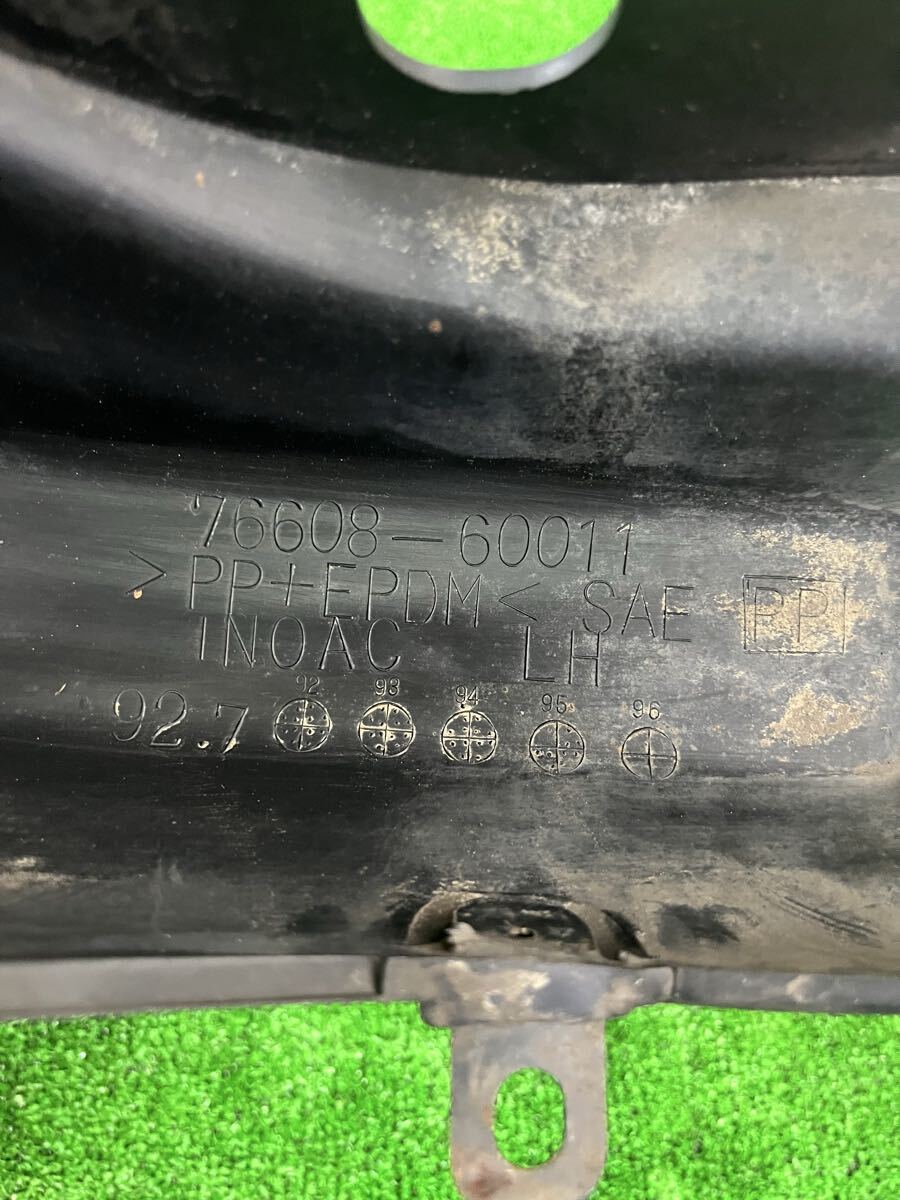 76608-60011
>PP+EPDM< SAE PP
INOAC LH
92.7 92 93 94 95 96